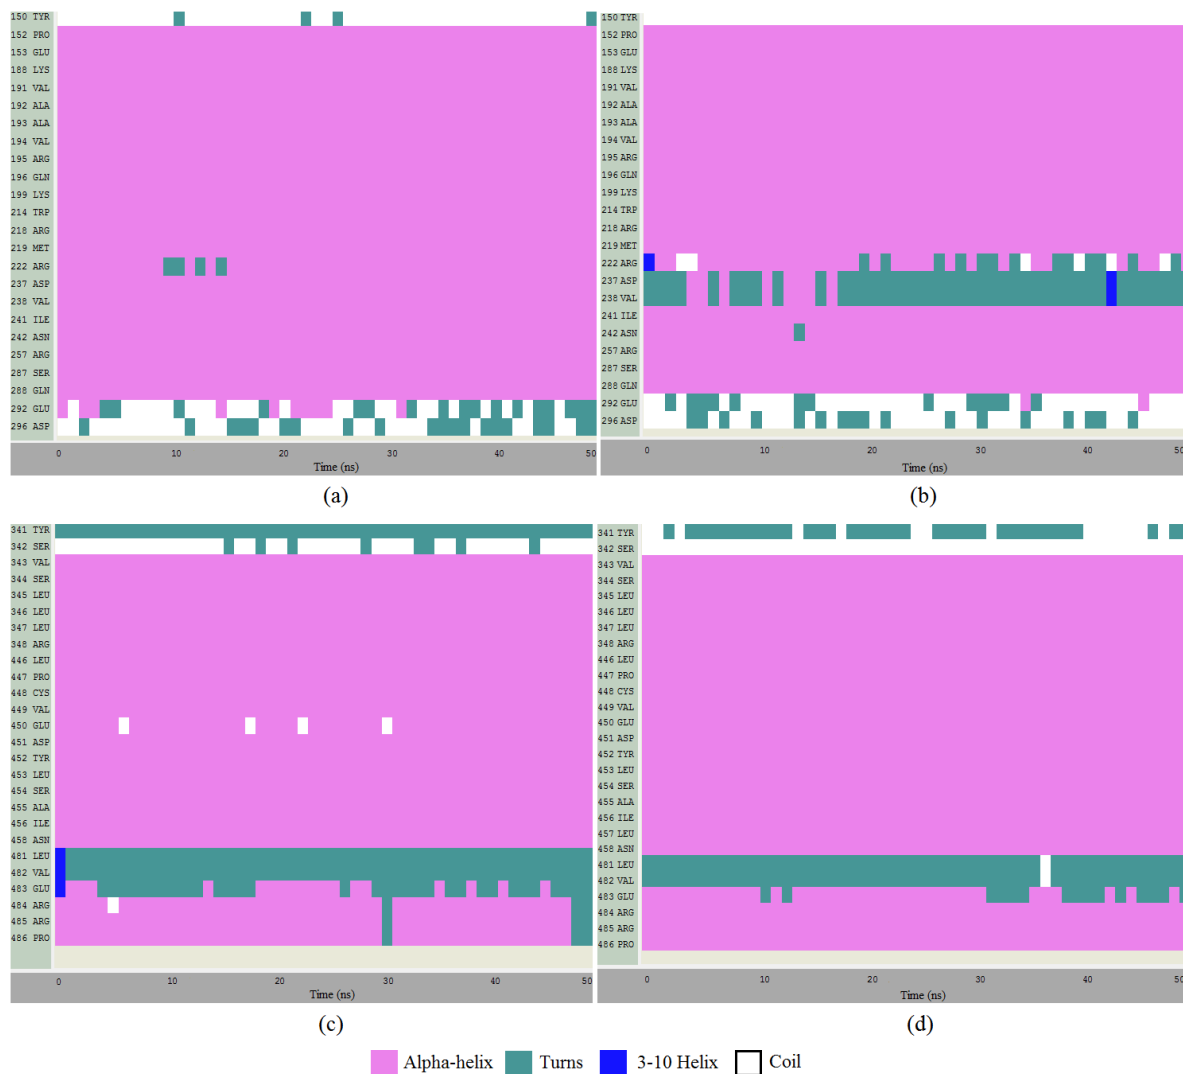 150 TYR
152 PRO
153 GLU
188 LYS
191 VAL
192 ALA
193 ALA
194 VAL
195 ARG
196 GLN
199 LYS
214 TRP
218 ARG
219 MET
222 ARG
237 ASP
238 VAL
241 ILE
242 ASN
257 ARG
287 SER
288 GLN
292 GLU
296 ASP
0 10 20 30 40 50
Time (ns)
(a)
150 TYR
152 PRO
153 GLU
188 LYS
191 VAL
192 ALA
193 ALA
194 VAL
195 ARG
196 GLN
199 LYS
214 TRP
218 ARG
219 MET
222 ARG
237 ASP
238 VAL
241 ILE
242 ASN
257 ARG
287 SER
288 GLN
292 GLU
296 ASP
0 10 20 30 40 50
Time (ns)
(b)
341 TYR
342 SER
343 VAL
344 SER
345 LEU
346 LEU
347 LEU
348 ARG
446 LEU
447 PRO
448 CYS
449 VAL
450 GLU
451 ASP
452 TYR
453 LEU
454 SER
455 ALA
456 ILE
458 ASN
481 LEU
482 VAL
483 GLU
484 ARG
485 ARG
486 PRO
0 10 20 30 40 50
Time (ns)
(c)
341 TYR
342 SER
343 VAL
344 SER
345 LEU
346 LEU
347 LEU
348 ARG
446 LEU
447 PRO
448 CYS
449 VAL
450 GLU
451 ASP
452 TYR
453 LEU
454 SER
455 ALA
456 ILE
457 LEU
458 ASN
481 LEU
482 VAL
483 GLU
484 ARG
485 ARG
486 PRO
0 10 20 30 40 50
Time (ns)
(d)
Alpha-helix Turns 3-10 Helix Coil